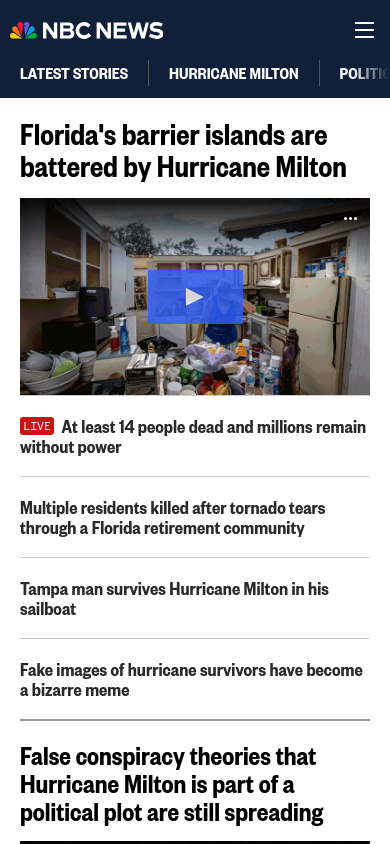 NBC NEWS
LATEST STORIES
HURRICANE MILTON
Florida's barrier islands are
battered by Hurricane Milton
LIVE At least 14 people dead and millions remain
without power
Multiple residents killed after tornado tears
through a Florida retirement community
Tampa man survives Hurricane Milton in his
sailboat
Fake images of hurricane survivors have become
a bizarre meme
False conspiracy theories that
Hurricane Milton is part of a
political plot are still spreading